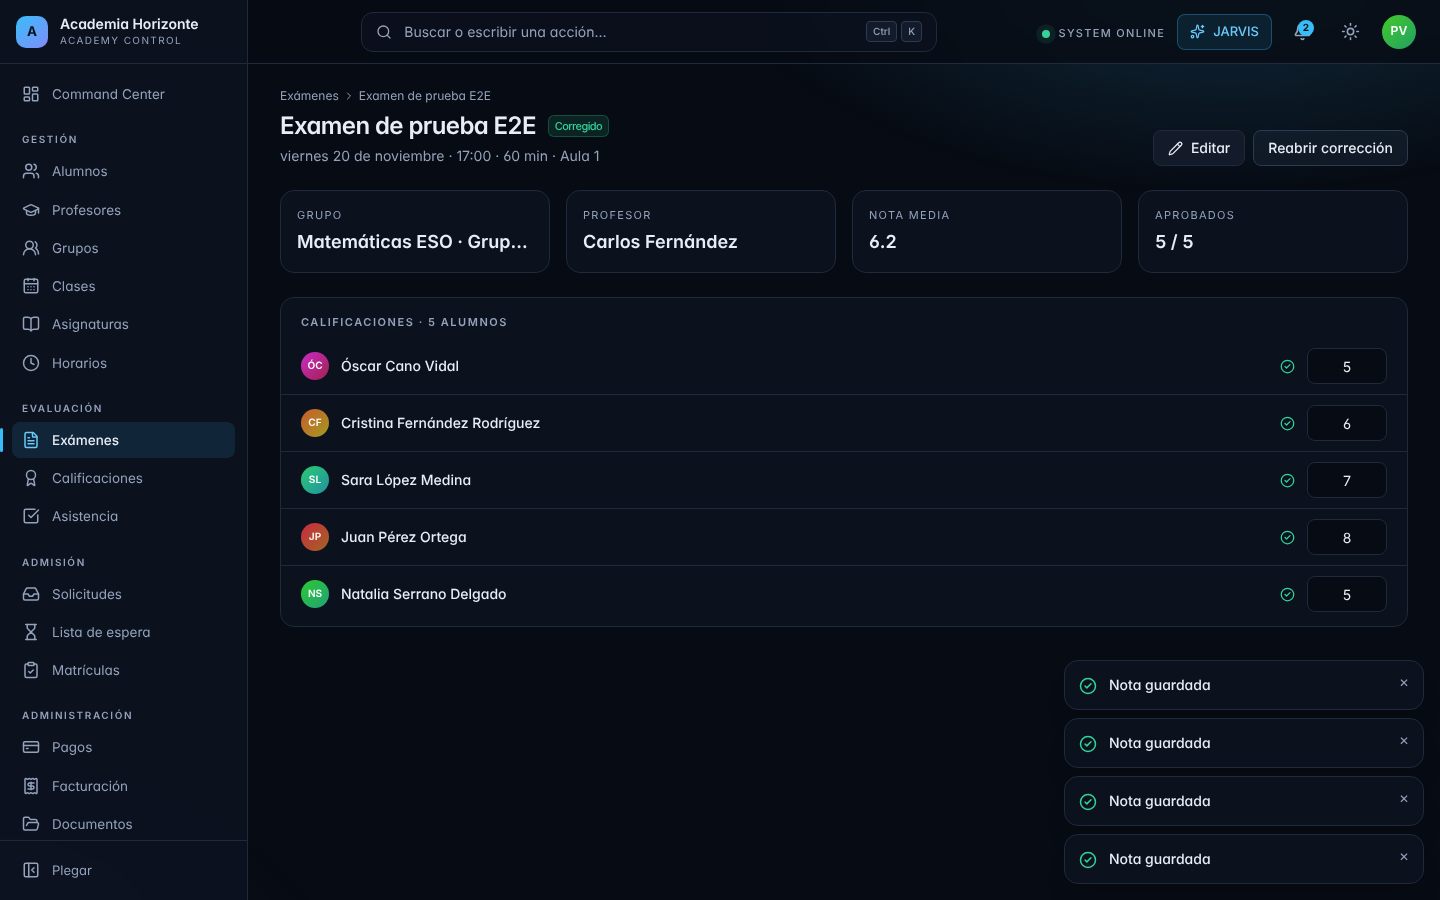 A
Academia Horizonte
ACADEMY CONTROL
Buscar o escribir una acción...
Ctrl K
SYSTEM ONLINE
JARVIS
2
PV
Command Center
GESTIÓN
Alumnos
Profesores
Grupos
Clases
Asignaturas
Horarios
EVALUACIÓN
Exámenes
Calificaciones
Asistencia
ADMISIÓN
Solicitudes
Lista de espera
Matrículas
ADMINISTRACIÓN
Pagos
Facturación
Documentos
Plegar
Exámenes > Examen de prueba E2E
Examen de prueba E2E Corregido
viernes 20 de noviembre · 17:00 · 60 min · Aula 1
Editar
Reabrir corrección
GRUPO
Matemáticas ESO · Grup...
PROFESOR
Carlos Fernández
NOTA MEDIA
6.2
APROBADOS
5 / 5
CALIFICACIONES · 5 ALUMNOS
ÓC Óscar Cano Vidal 5
CF Cristina Fernández Rodríguez 6
SL Sara López Medina 7
JP Juan Pérez Ortega 8
NS Natalia Serrano Delgado 5
Nota guardada ×
Nota guardada ×
Nota guardada ×
Nota guardada ×